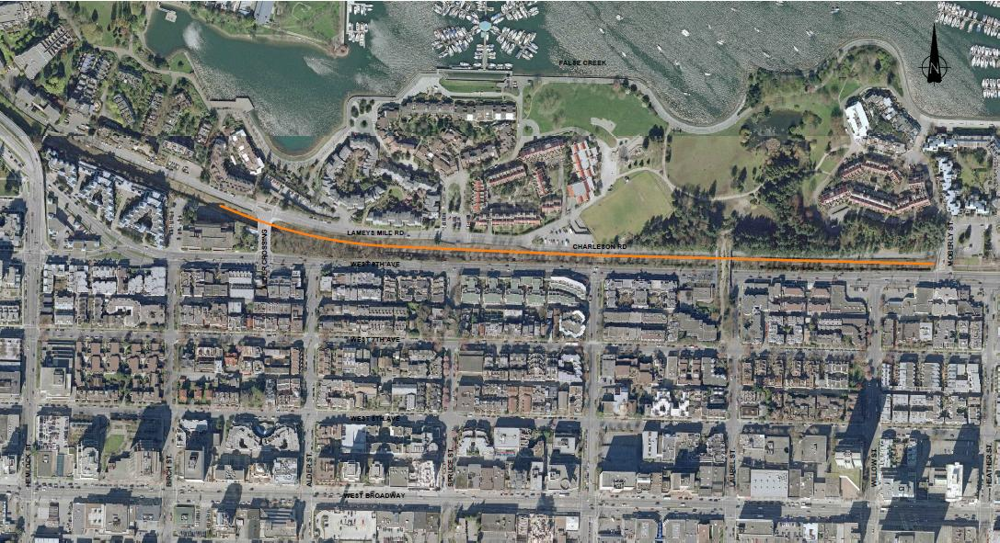 FALSE CREEK
N
LAMEYS MILL RD
CHARLESON RD
MOBERLY ST
CROSSING
WEST 6TH AVE
WEST 7TH AVE
WEST 8TH AVE
HEMLOCK ST
BIRCH ST
ALDER ST
SPRUCE ST
LAUREL ST
WILLOW ST
HEATHER ST
WEST BROADWAY